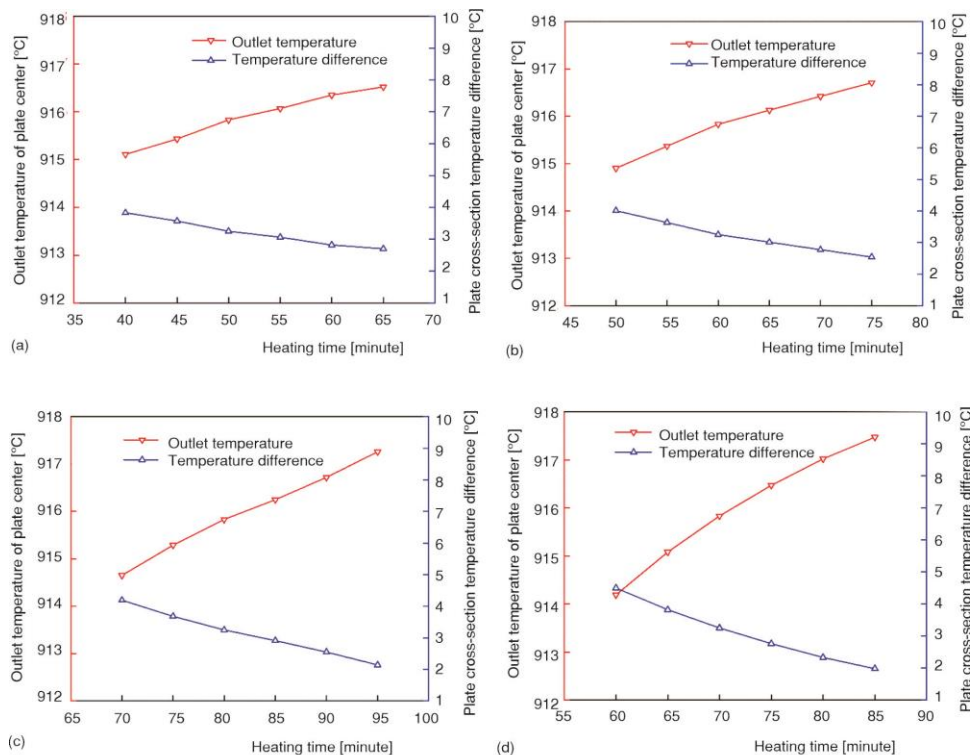 918
917
916
915
914
913
912
Outlet temperature of plate center [°C]
Outlet temperature
Temperature difference
10
9
8
7
6
5
4
3
2
1
Plate cross-section temperature difference [°C]
35 40 45 50 55 60 65 70
(a)
Heating time [minute]
918
917
916
915
914
913
912
Outlet temperature of plate center [°C]
Outlet temperature
Temperature difference
10
9
8
7
6
5
4
3
2
1
Plate cross-section temperature difference [°C]
45 50 55 60 65 70 75 80
(b)
Heating time [minute]
918
917
916
915
914
913
912
Outlet temperature of plate center [°C]
Outlet temperature
Temperature difference
10
9
8
7
6
5
4
3
2
1
Plate cross-section temperature difference [°C]
65 70 75 80 85 90 95 100
(c)
Heating time [minute]
918
917
916
915
914
913
912
Outlet temperature of plate center [°C]
Outlet temperature
Temperature difference
10
9
8
7
6
5
4
3
2
1
Plate cross-section temperature difference [°C]
55 60 65 70 75 80 85 90
(d)
Heating time [minute]